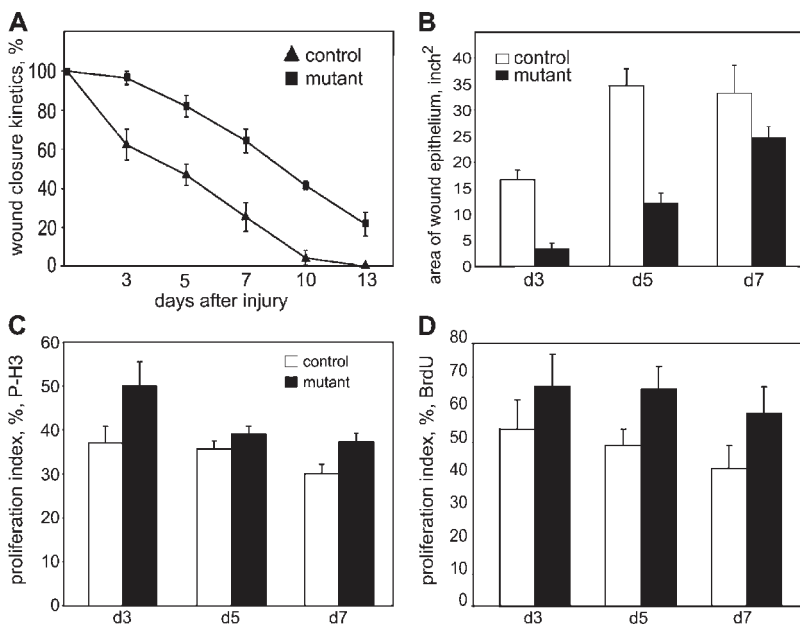 A
wound closure kinetics, %
100
80
60
40
20
0
control
mutant
3 5 7 10 13
days after injury
B
area of wound epithelium, inch²
40
35
30
25
20
15
10
5
0
control
mutant
d3 d5 d7
C
proliferation index, %, P-H3
60
50
40
30
20
10
0
control
mutant
d3 d5 d7
D
proliferation index, %, BrdU
80
70
60
50
40
30
20
10
0
d3 d5 d7